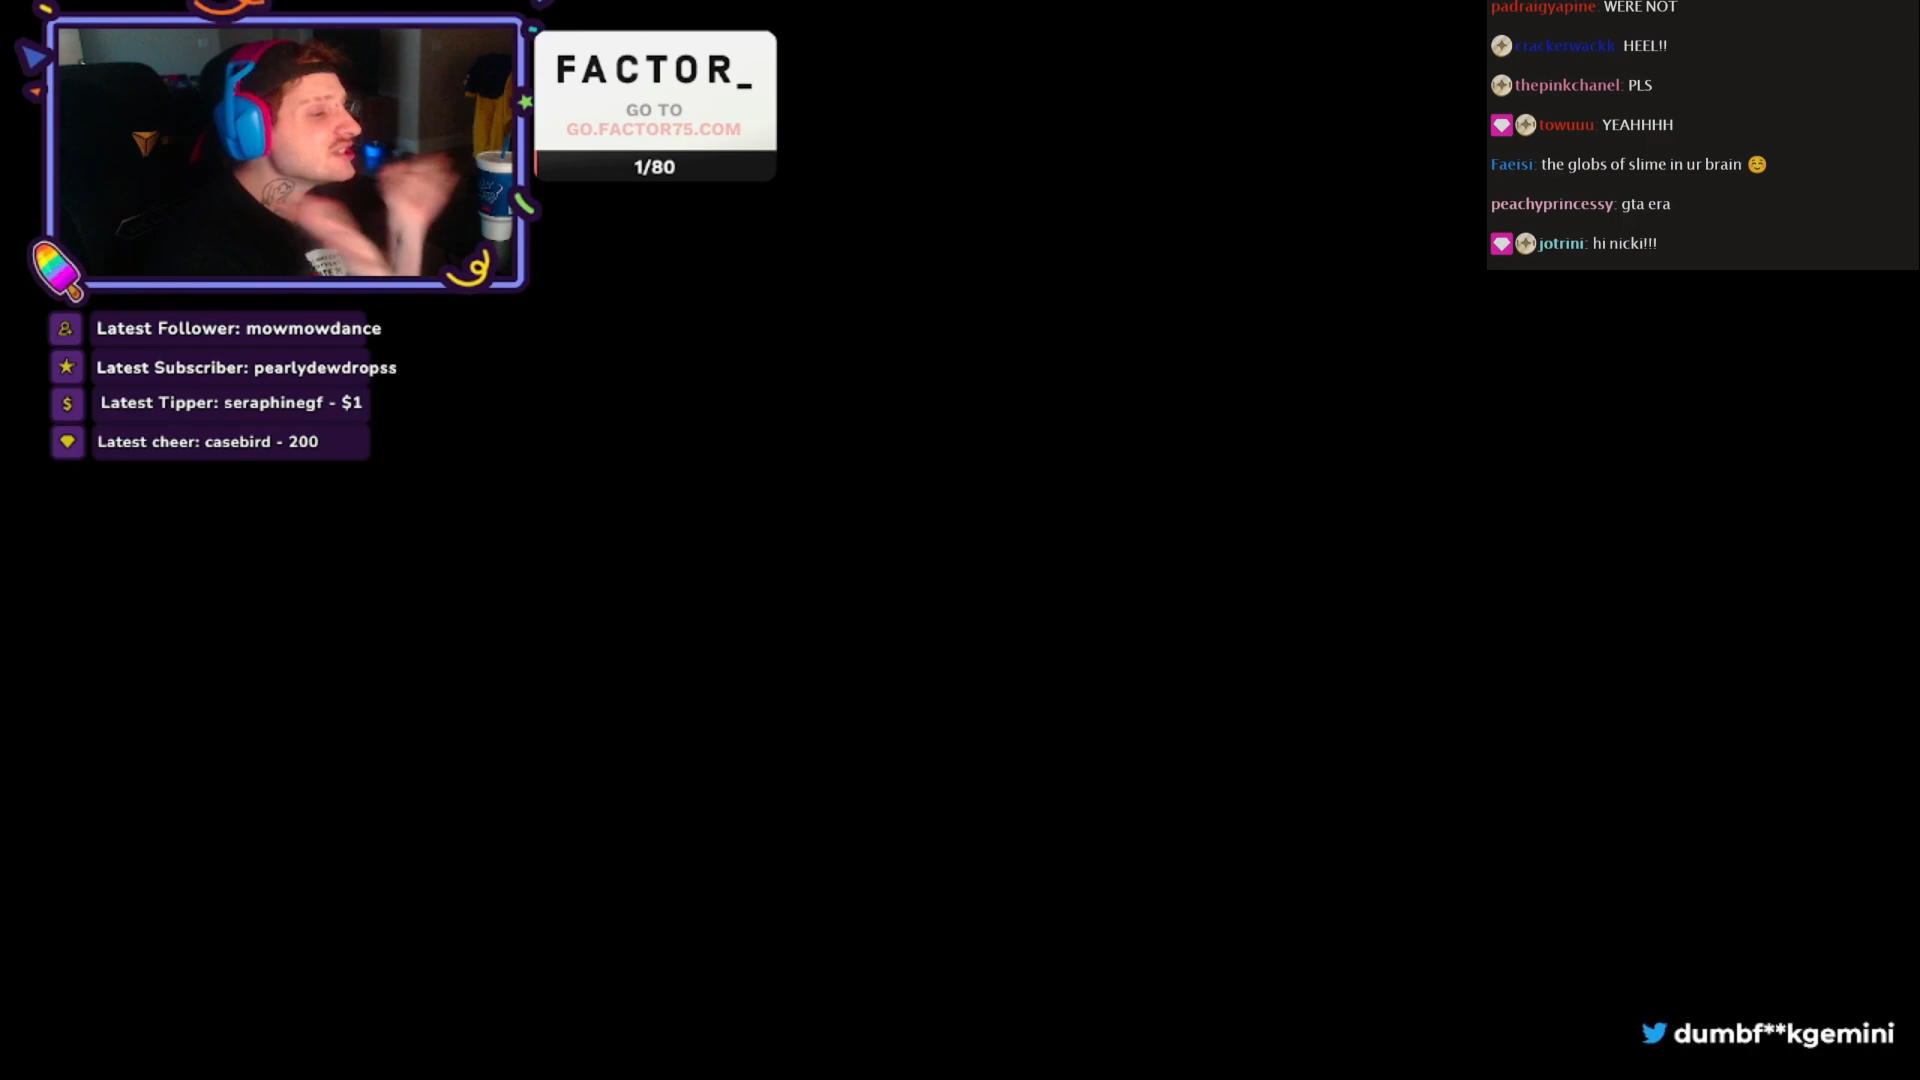 FACTOR_
GO TO
GO.FACTOR75.COM
1/80
Latest Follower: mowmowdance
Latest Subscriber: pearlydewdropss
Latest Tipper: seraphinegf - $1
Latest cheer: casebird - 200
padraigyapine: WERE NOT
crackerwackk: HEEL!!
thepinkchanel: PLS
towuuu: YEAHHHH
Faeisi: the globs of slime in ur brain ☺️
peachyprincessy: gta era
jotrini: hi nicki!!!
dumbf**kgemini